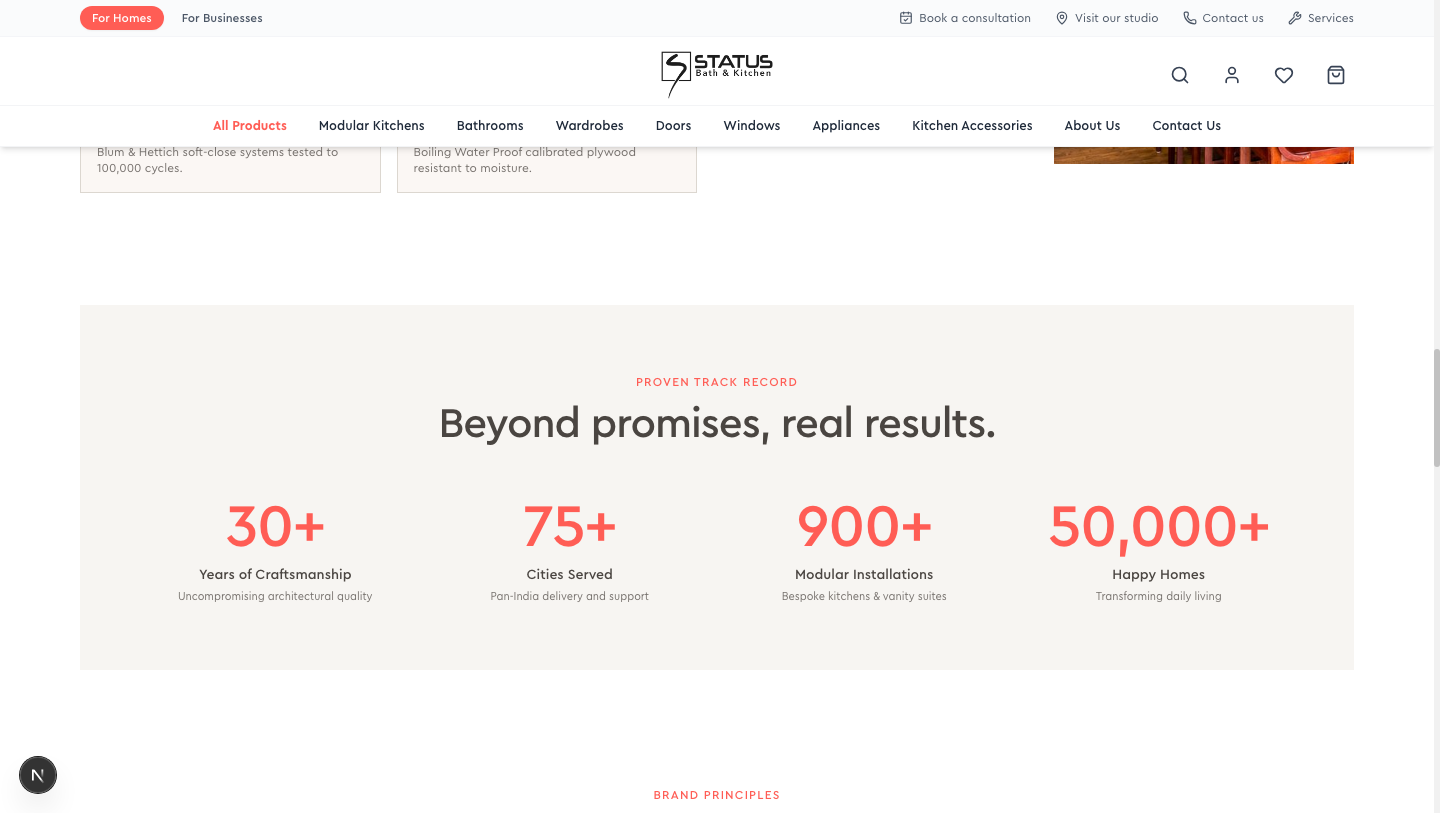 For Homes
For Businesses
Book a consultation
Visit our studio
Contact us
Services
STATUS
Bath & Kitchen
All Products
Modular Kitchens
Bathrooms
Wardrobes
Doors
Windows
Appliances
Kitchen Accessories
About Us
Contact Us
Blum & Hettich soft-close systems tested to
100,000 cycles.
Boiling Water Proof calibrated plywood
resistant to moisture.
PROVEN TRACK RECORD
Beyond promises, real results.
30+
Years of Craftsmanship
Uncompromising architectural quality
75+
Cities Served
Pan-India delivery and support
900+
Modular Installations
Bespoke kitchens & vanity suites
50,000+
Happy Homes
Transforming daily living
N
BRAND PRINCIPLES